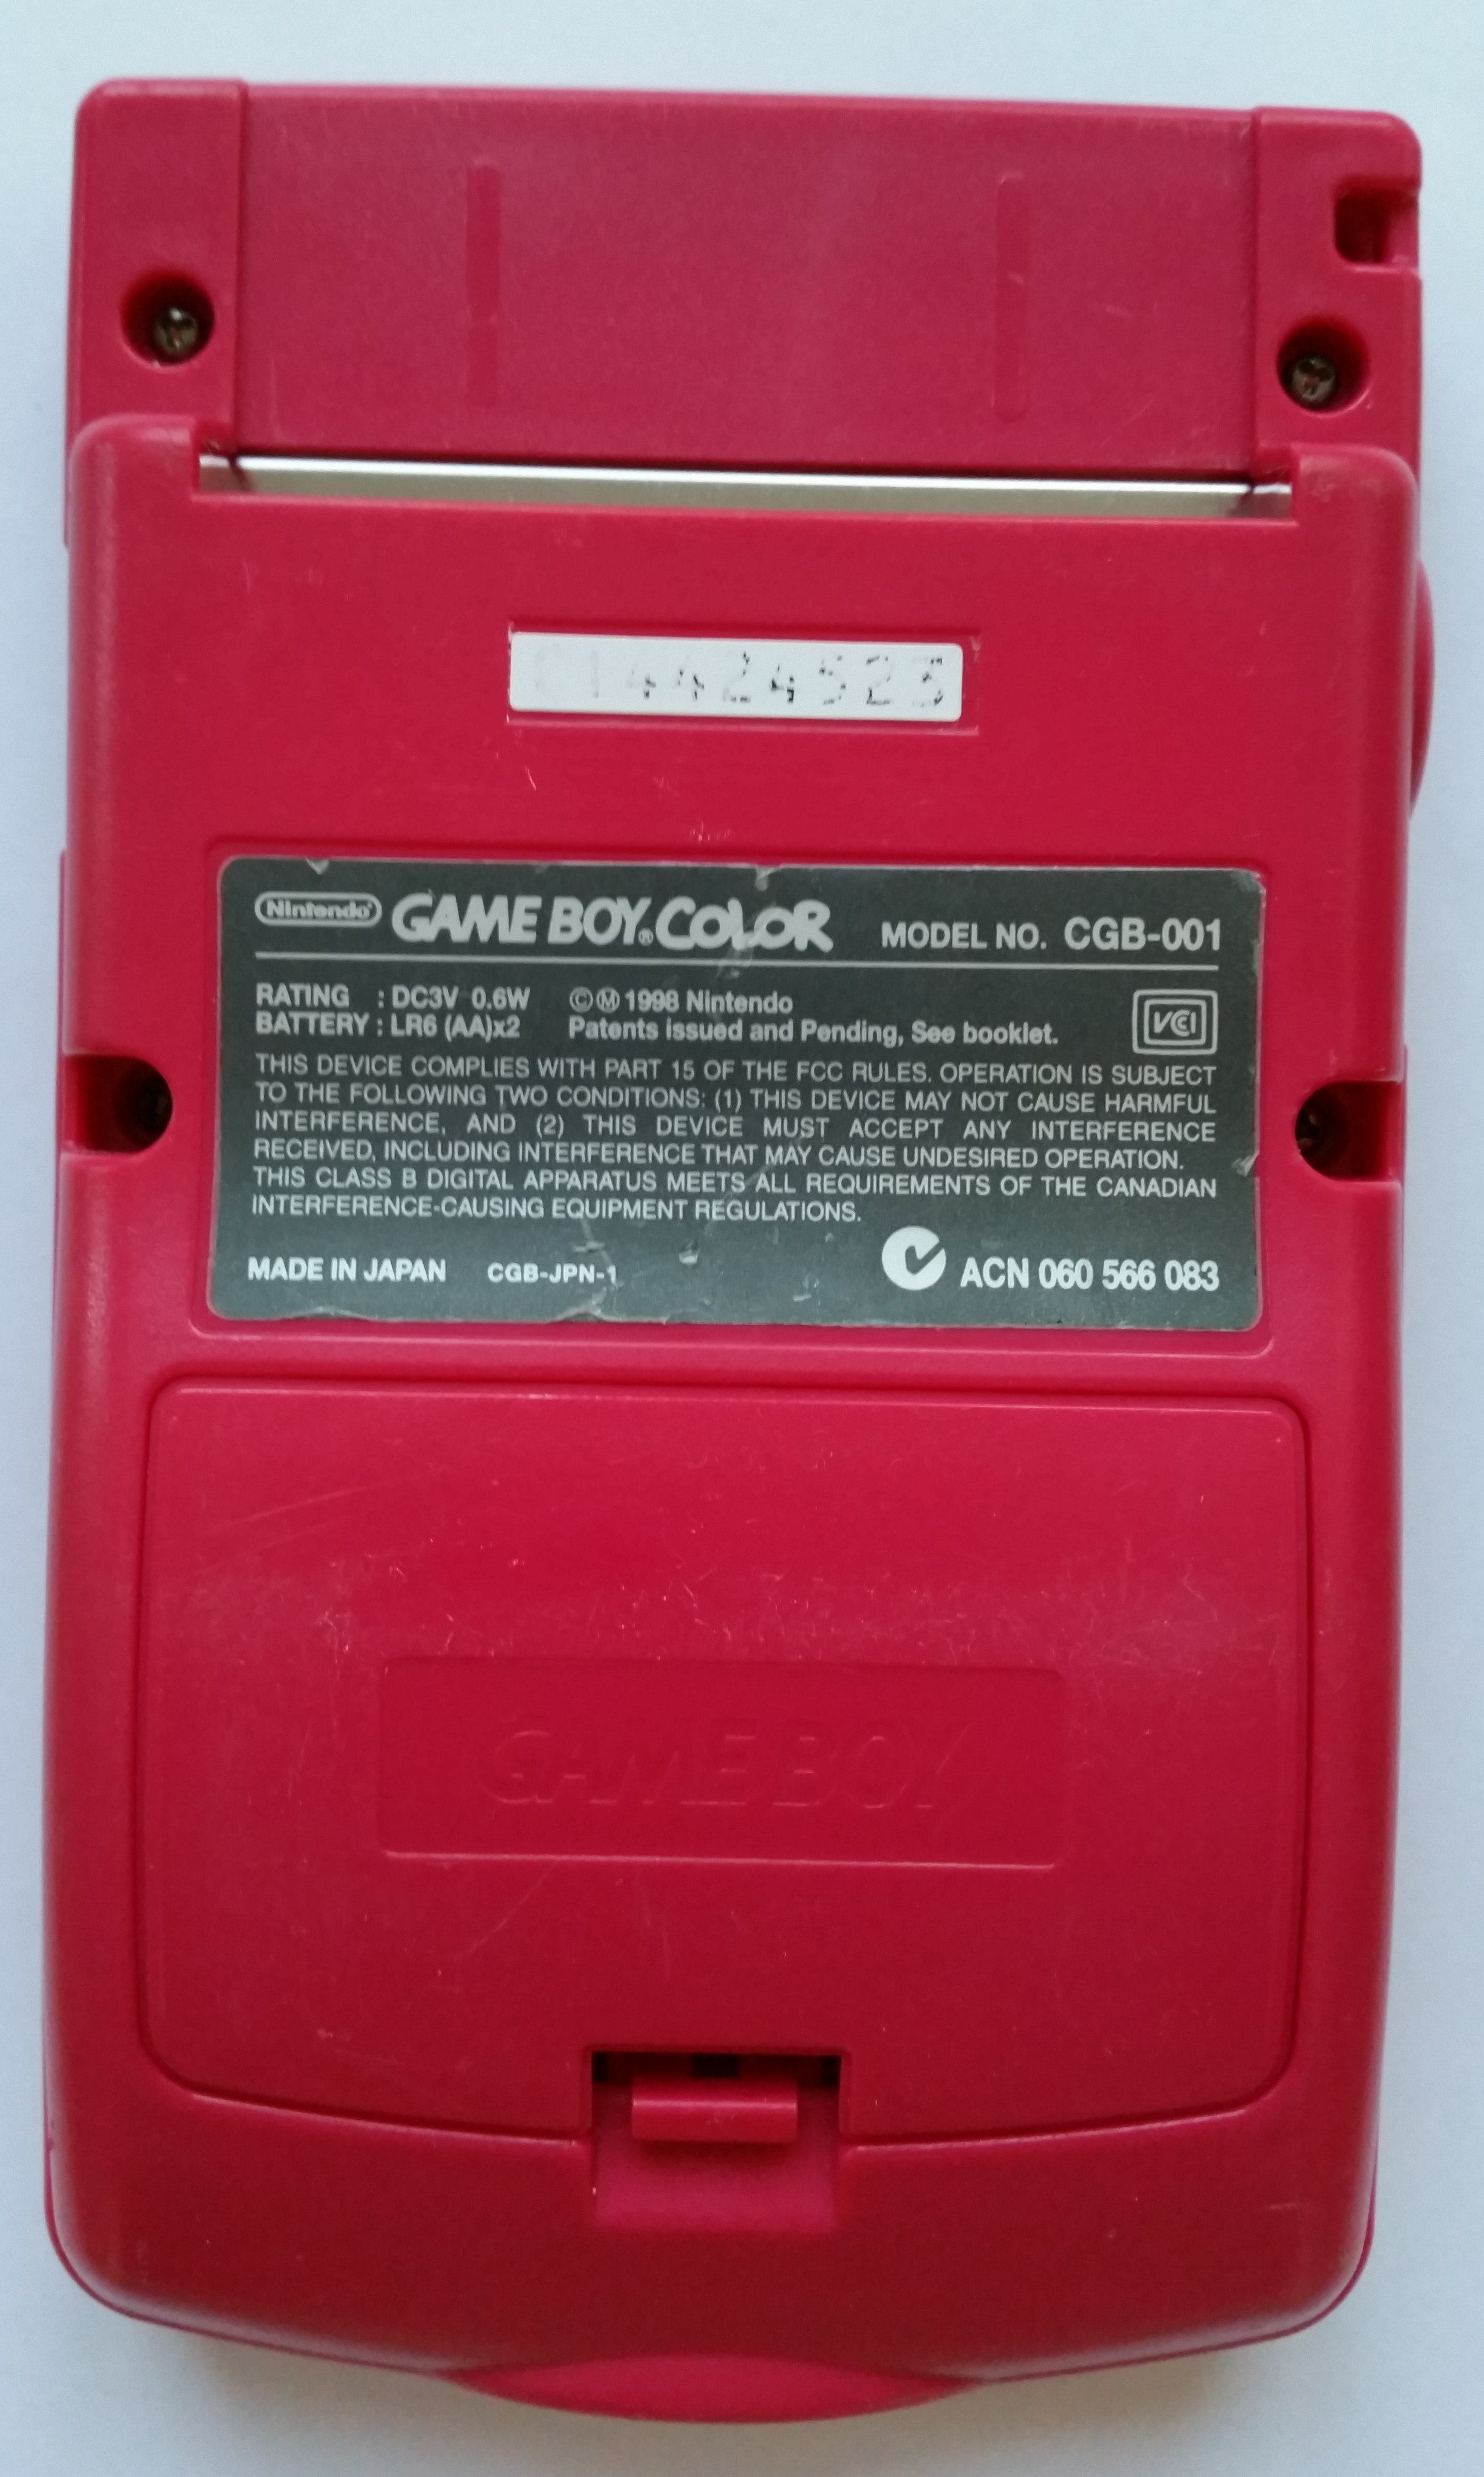 C14424523
Nintendo GAME BOY® COLOR MODEL NO. CGB-001
RATING : DC3V 0.6W ©Ⓜ 1998 Nintendo
BATTERY : LR6 (AA)x2 Patents issued and Pending, See booklet.
VCCI
THIS DEVICE COMPLIES WITH PART 15 OF THE FCC RULES. OPERATION IS SUBJECT
TO THE FOLLOWING TWO CONDITIONS: (1) THIS DEVICE MAY NOT CAUSE HARMFUL
INTERFERENCE, AND (2) THIS DEVICE MUST ACCEPT ANY INTERFERENCE
RECEIVED, INCLUDING INTERFERENCE THAT MAY CAUSE UNDESIRED OPERATION.
THIS CLASS B DIGITAL APPARATUS MEETS ALL REQUIREMENTS OF THE CANADIAN
INTERFERENCE-CAUSING EQUIPMENT REGULATIONS.
MADE IN JAPAN CGB-JPN-1 ACN 060 566 083
GAME BOY